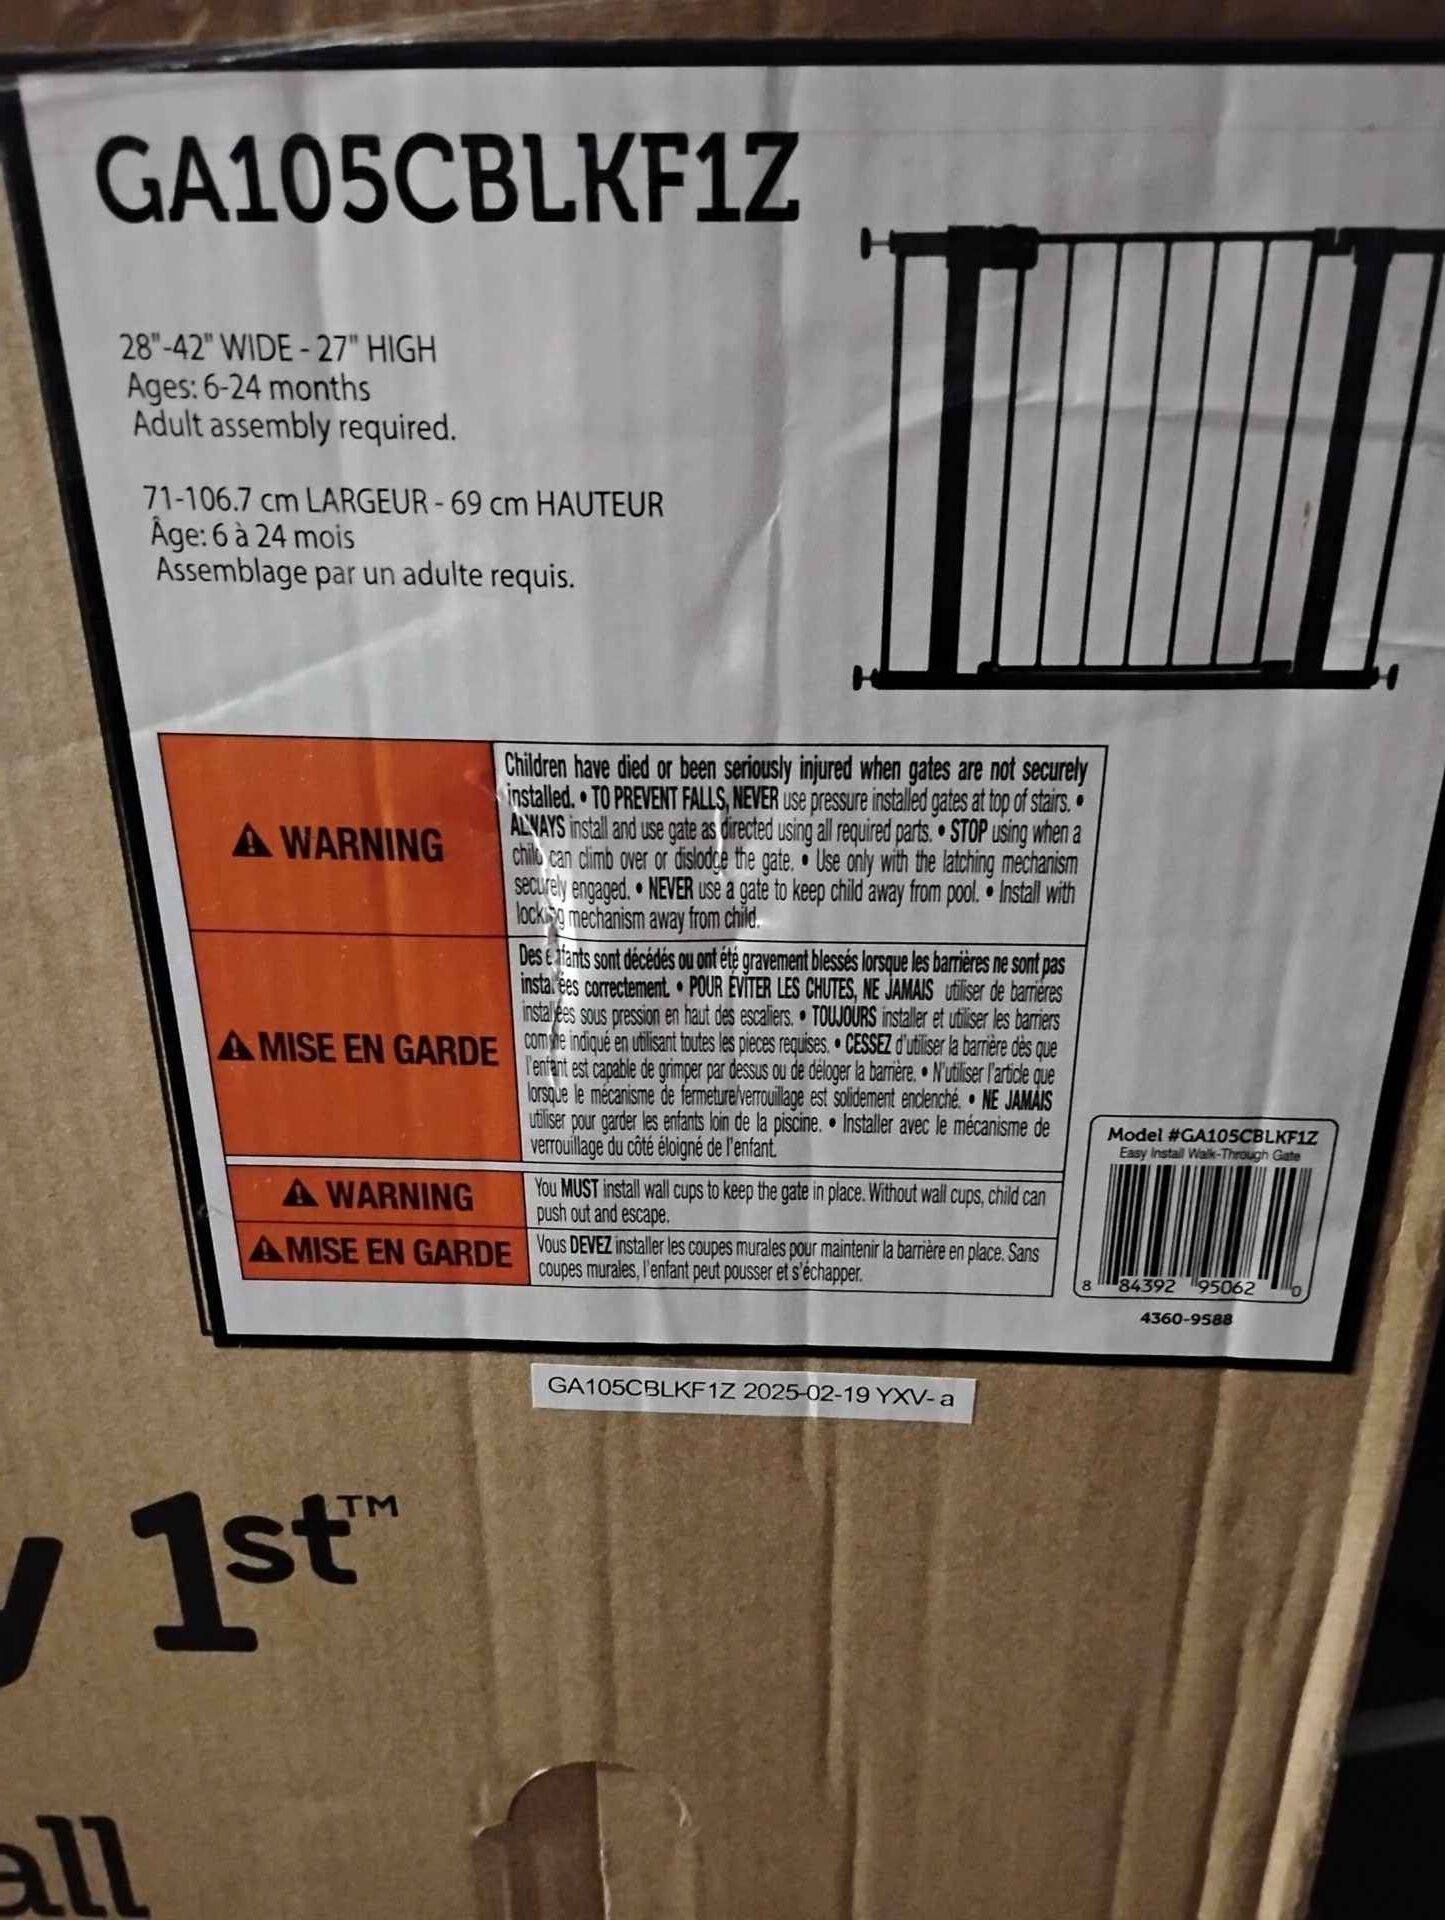 GA105CBLKF1Z
28"-42" WIDE - 27" HIGH
Ages: 6-24 months
Adult assembly required.
71-106.7 cm LARGEUR - 69 cm HAUTEUR
Âge: 6 à 24 mois
Assemblage par un adulte requis.
WARNING
Children have died or been seriously injured when gates are not securely
installed. • TO PREVENT FALLS, NEVER use pressure installed gates at top of stairs. •
ALWAYS install and use gate as directed using all required parts. • STOP using when a
child can climb over or dislodge the gate. • Use only with the latching mechanism
securely engaged. • NEVER use a gate to keep child away from pool. • Install with
locking mechanism away from child.
MISE EN GARDE
Des enfants sont décédés ou ont été gravement blessés lorsque les barrières ne sont pas
installées correctement. • POUR ÉVITER LES CHUTES, NE JAMAIS utiliser de barrières
installées sous pression en haut des escaliers. • TOUJOURS installer et utiliser les barriers
comme indiqué en utilisant toutes les pieces requises. • CESSEZ d'utiliser la barrière dès que
l'enfant est capable de grimper par dessus ou de déloger la barrière. • N'utiliser l'article que
lorsque le mécanisme de fermeture/verrouillage est solidement enclenché. • NE JAMAIS
utiliser pour garder les enfants loin de la piscine. • Installer avec le mécanisme de
verrouillage du côté éloigné de l'enfant.
WARNING
You MUST install wall cups to keep the gate in place. Without wall cups, child can
push out and escape.
MISE EN GARDE
Vous DEVEZ installer les coupes murales pour maintenir la barrière en place. Sans
coupes murales, l'enfant peut pousser et s'échapper.
Model #GA105CBLKF1Z
Easy Install Walk-Through Gate
8 84392 95062 0
4360-9588
GA105CBLKF1Z 2025-02-19 YXV-a
y 1st™
all